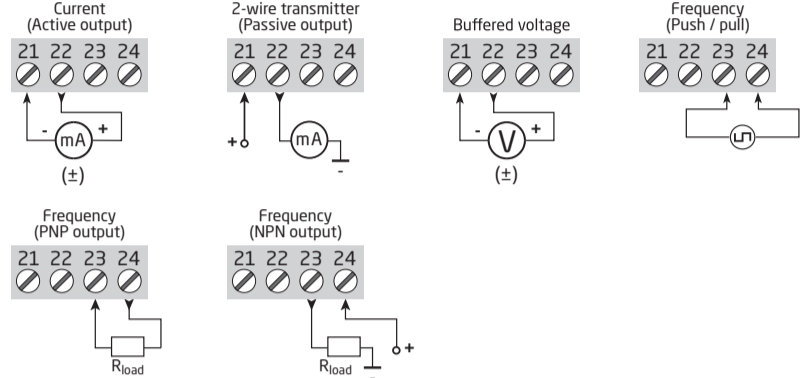 Current
(Active output)
21 22 23 24
- mA +
(±)
2-wire transmitter
(Passive output)
21 22 23 24
+ mA
-
Buffered voltage
21 22 23 24
- V +
(±)
Frequency
(Push / pull)
21 22 23 24
Frequency
(PNP output)
21 22 23 24
Rload
Frequency
(NPN output)
21 22 23 24
+
Rload
-